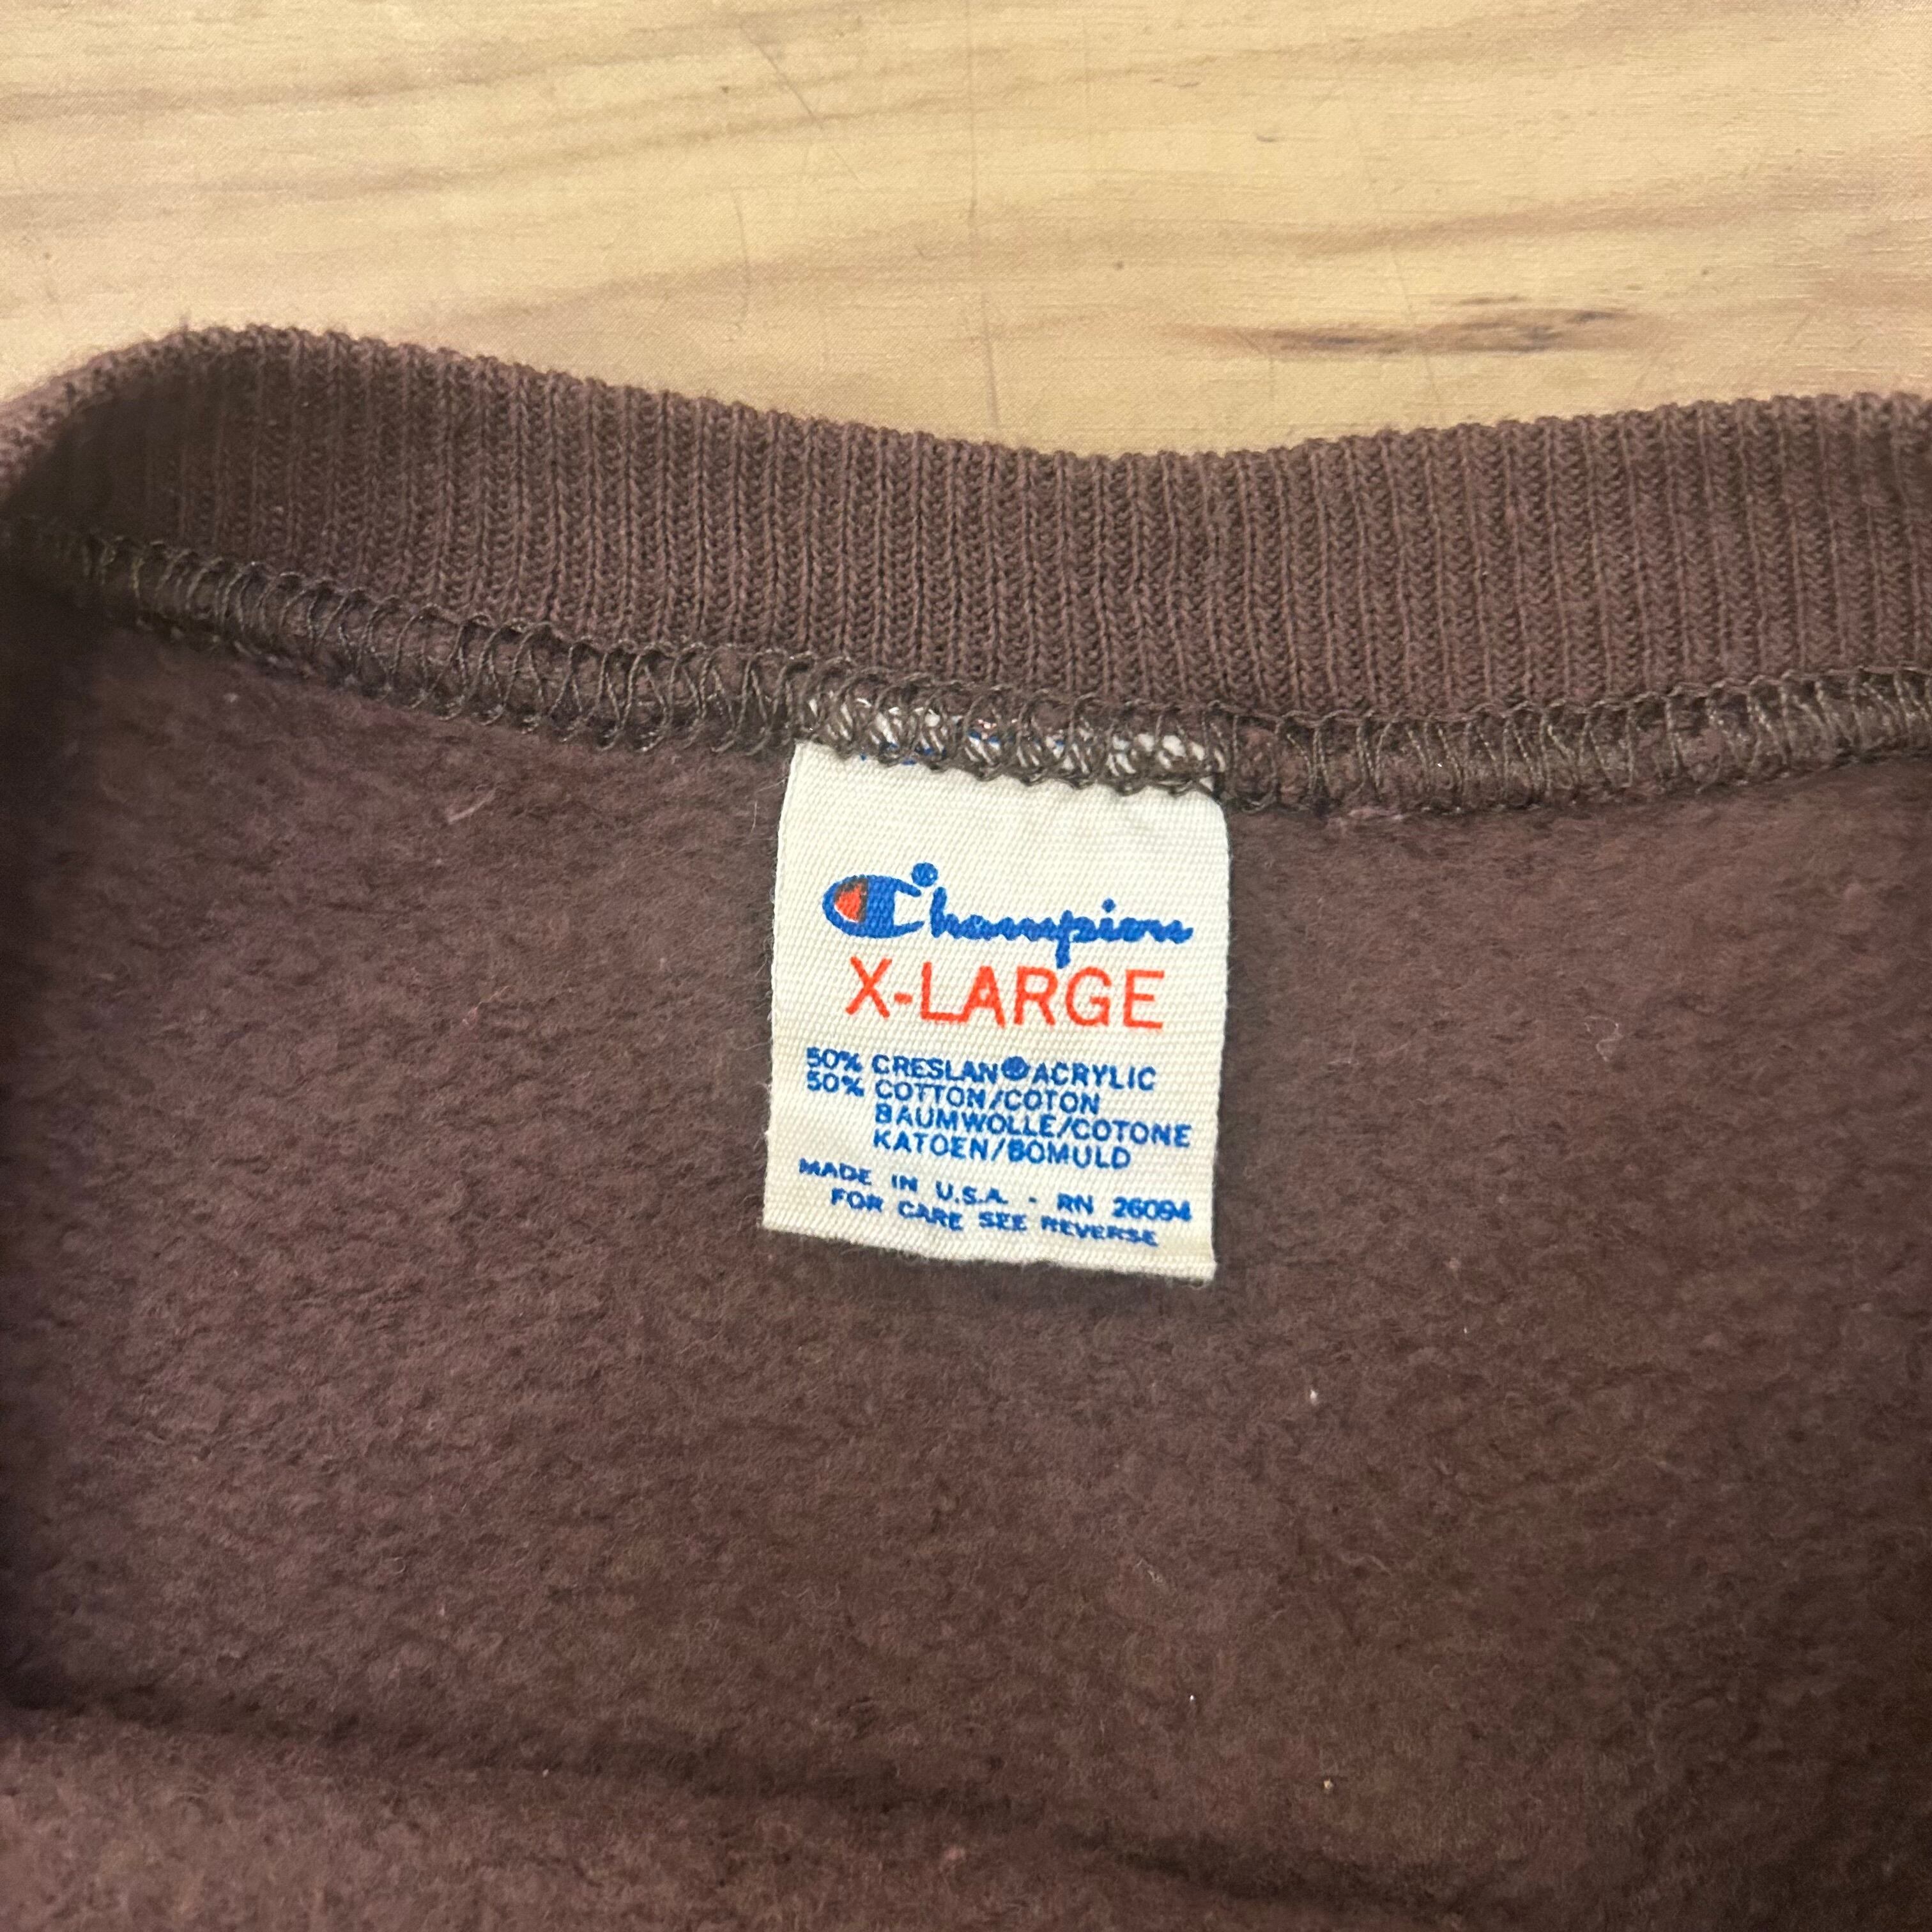 Champion
X-LARGE
50% CRESLAN® ACRYLIC
50% COTTON/COTON
BAUMWOLLE/COTONE
KATOEN/BOMULD
MADE IN U.S.A. - RN 26094
FOR CARE SEE REVERSE